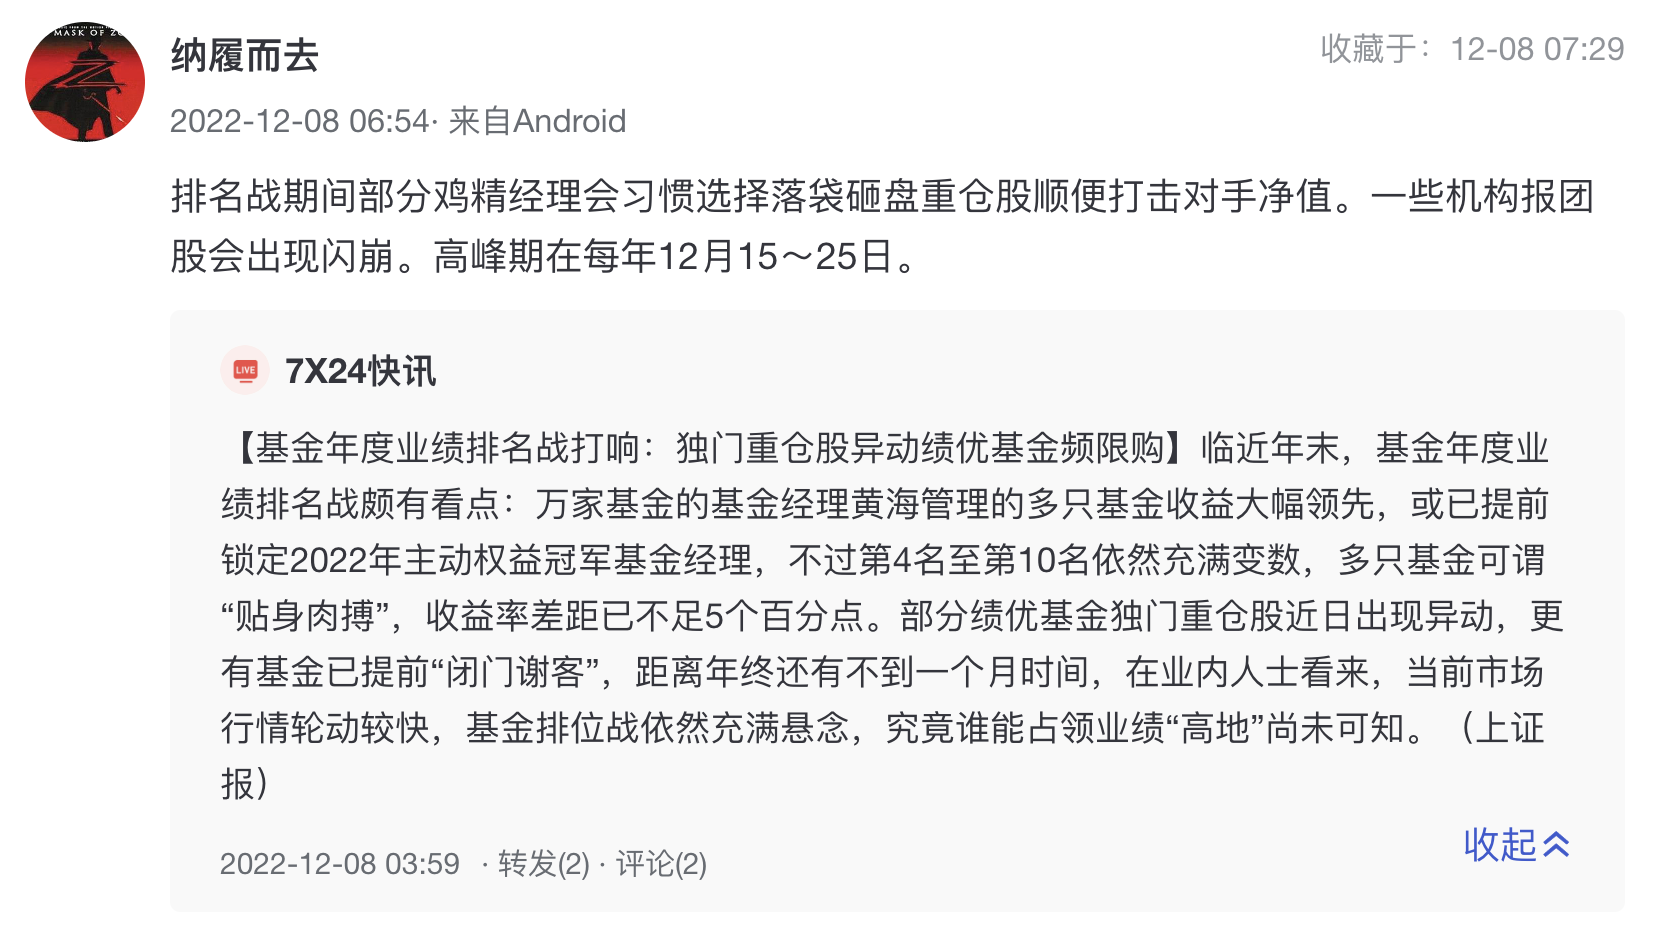 MASK OF ZO
纳履而去
收藏于：12-08 07:29
2022-12-08 06:54· 来自Android
排名战期间部分鸡精经理会习惯选择落袋砸盘重仓股顺便打击对手净值。一些机构报团
股会出现闪崩。高峰期在每年12月15～25日。
LIVE
7X24快讯
【基金年度业绩排名战打响：独门重仓股异动绩优基金频限购】临近年末，基金年度业
绩排名战颇有看点：万家基金的基金经理黄海管理的多只基金收益大幅领先，或已提前
锁定2022年主动权益冠军基金经理，不过第4名至第10名依然充满变数，多只基金可谓
“贴身肉搏”，收益率差距已不足5个百分点。部分绩优基金独门重仓股近日出现异动，更
有基金已提前“闭门谢客”，距离年终还有不到一个月时间，在业内人士看来，当前市场
行情轮动较快，基金排位战依然充满悬念，究竟谁能占领业绩“高地”尚未可知。（上证
报）
收起
2022-12-08 03:59 · 转发(2) · 评论(2)